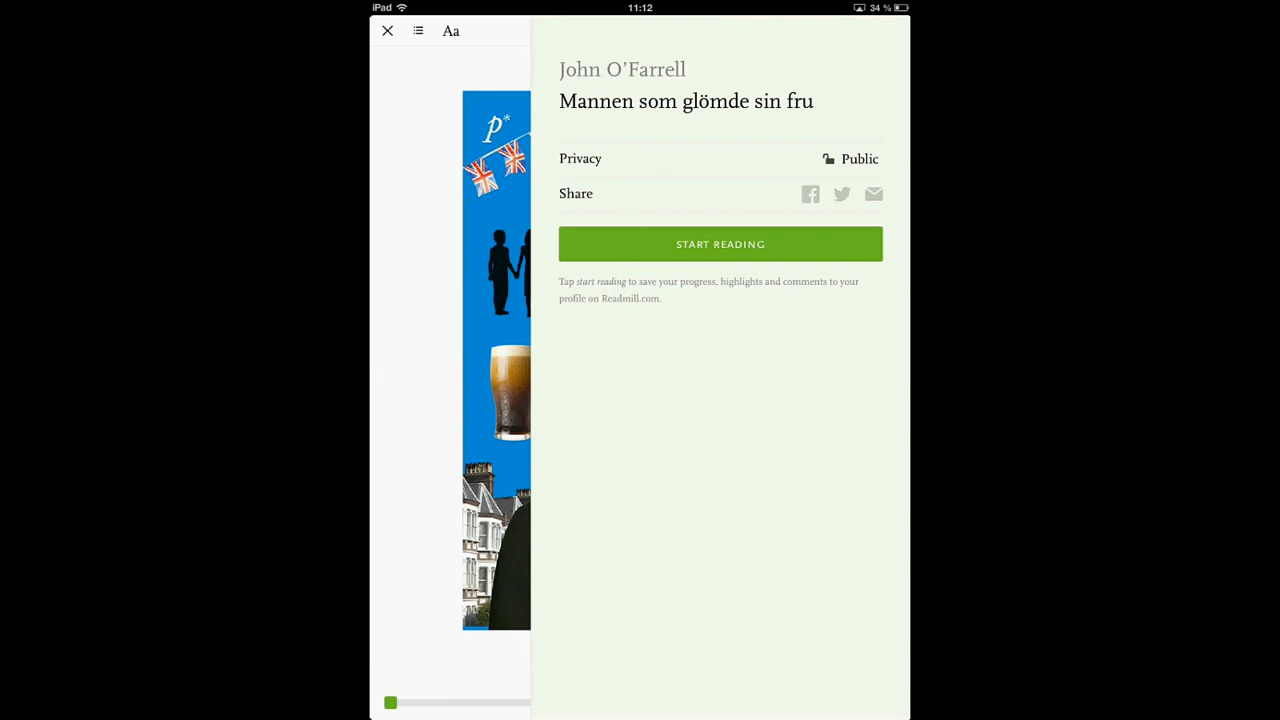 iPad 11:12 34 %
Aa
p*
John O’Farrell
Mannen som glömde sin fru
Privacy Public
Share
START READING
Tap start reading to save your progress, highlights and comments to your
profile on Readmill.com.